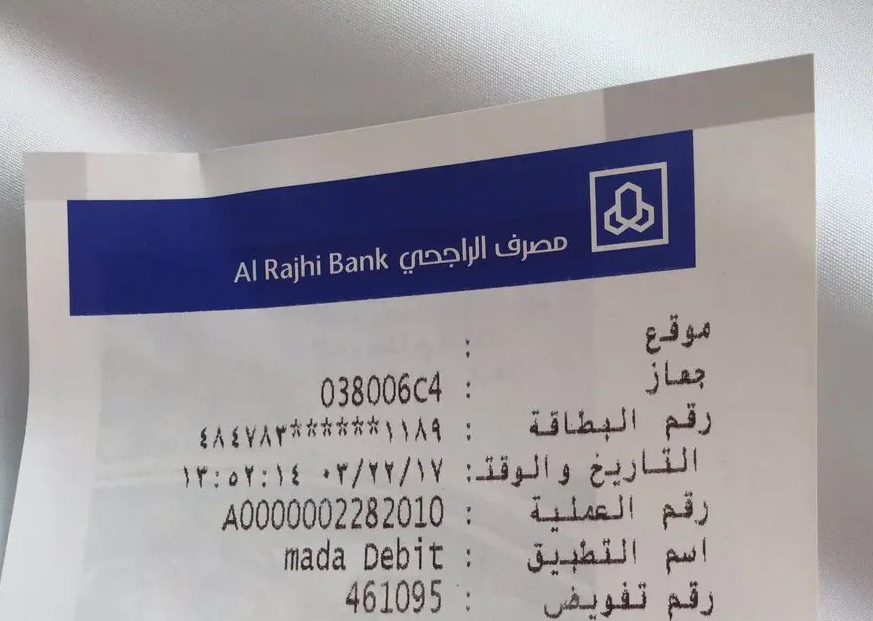 Al Rajhi Bank مصرف الراجحي
موقع :
جهاز : 038006C4
رقم البطاقة : ٤٨٤٧٨٣******١١٨٩
التاريخ والوقت: ٠٣/٢٢/١٧ ١٣:٥٢:١٤
رقم العملية : A0000002282010
اسم التطبيق : mada Debit
رقم تفويض : 461095